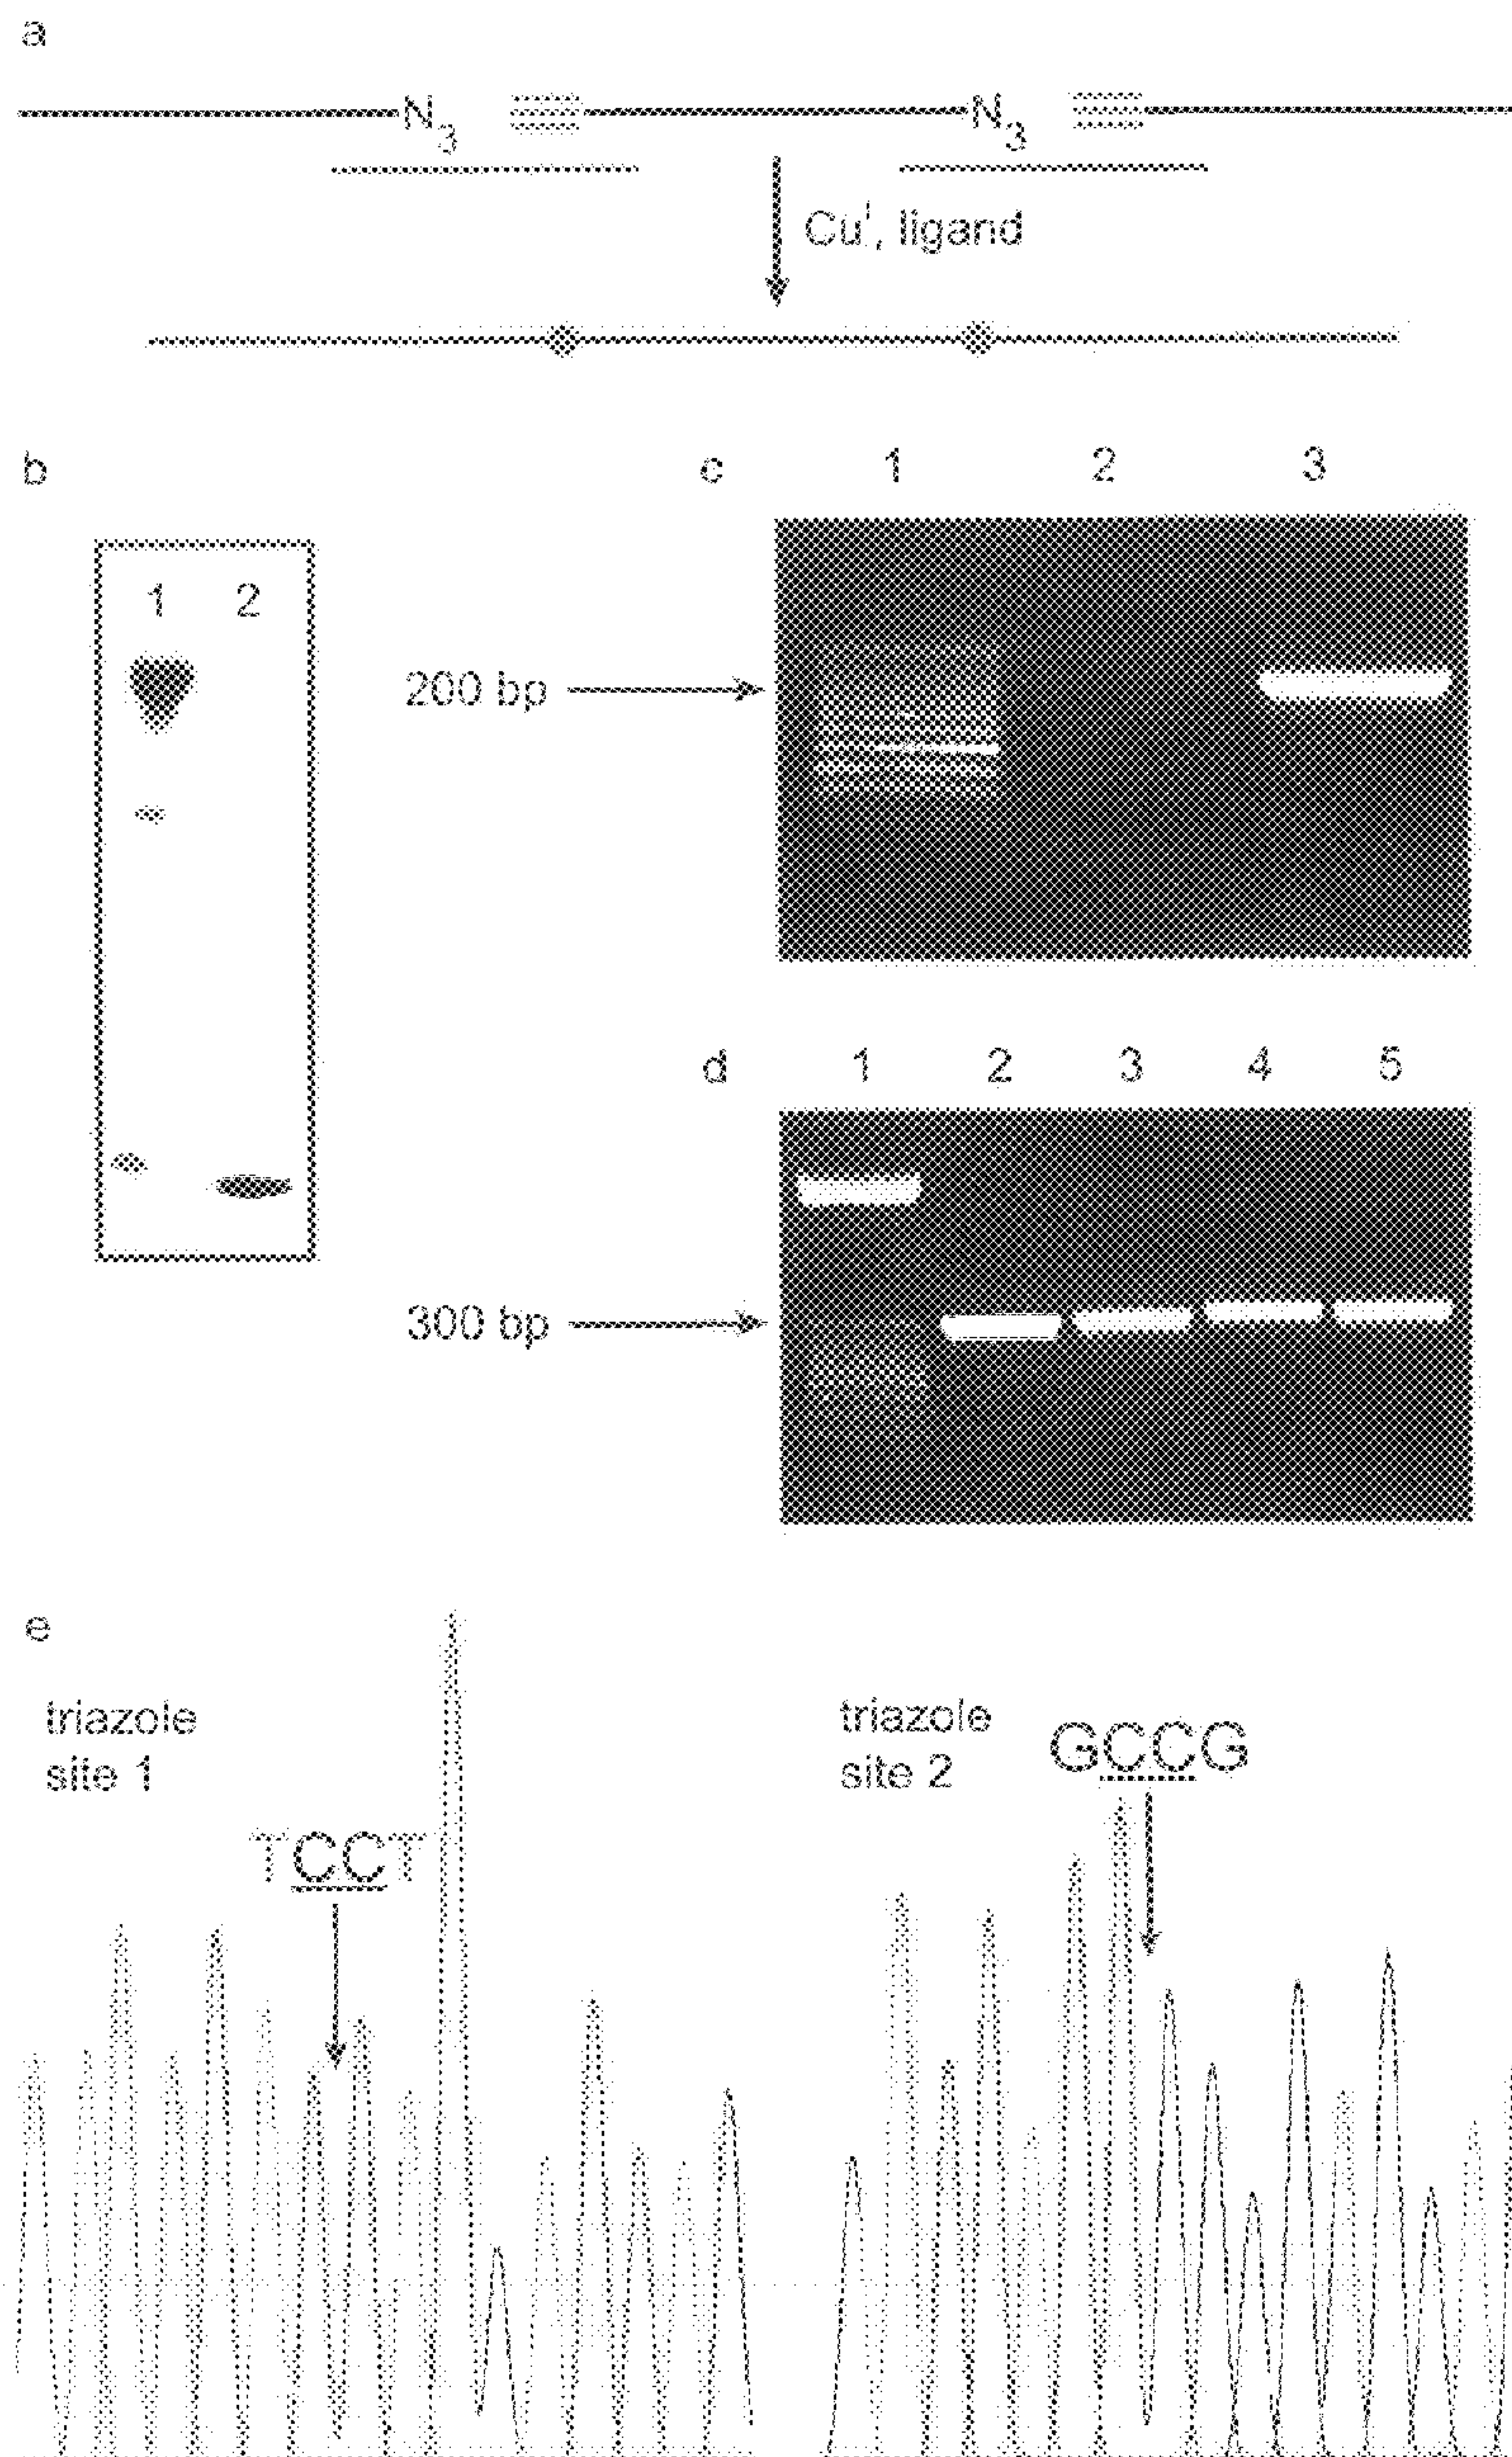 a
N3 N3
Cu^I, ligand
b
1 2
c
1 2 3
200 bp
d
1 2 3 4 5
300 bp
e
triazole
site 1
TCCT
triazole
site 2
GCCG